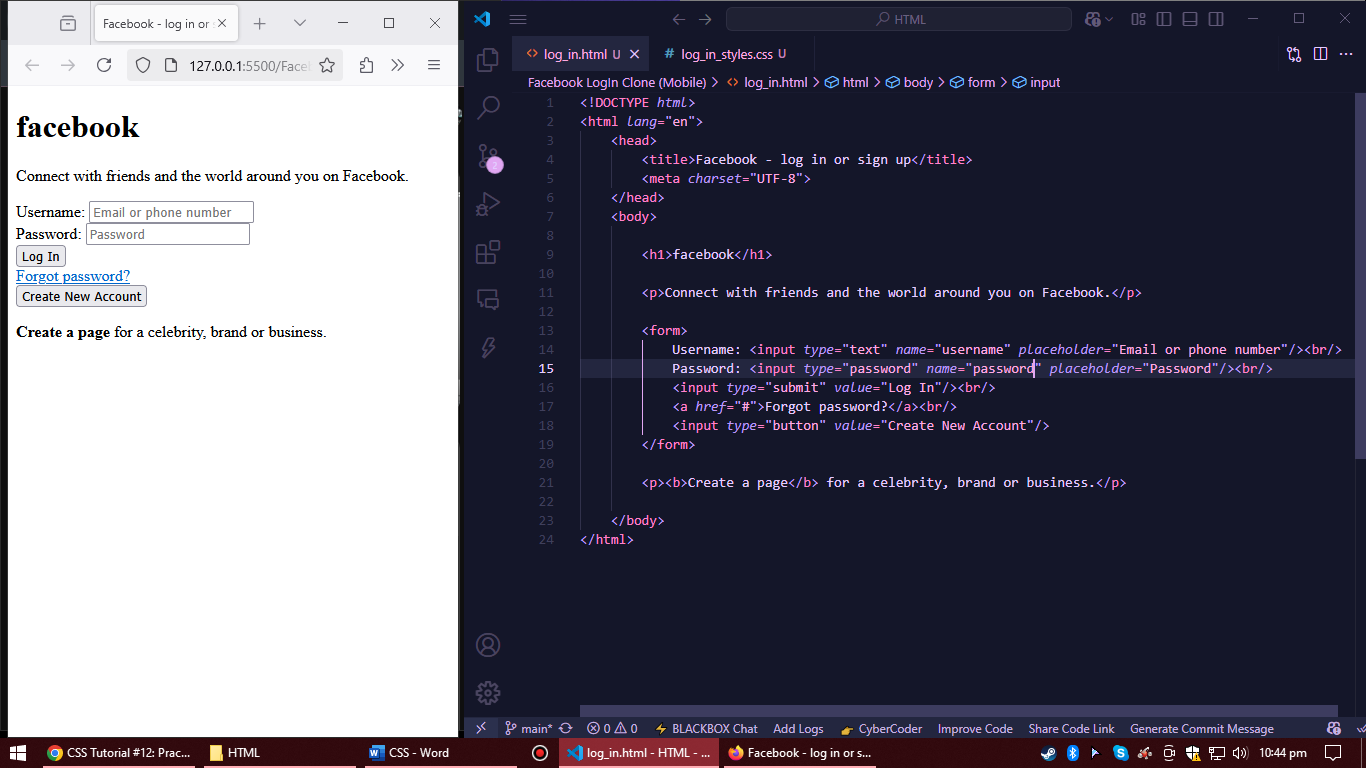 Facebook - log in or
127.0.0.1:5500/Facel
facebook
Connect with friends and the world around you on Facebook.
Username: Email or phone number
Password: Password
Log In
Forgot password?
Create New Account
Create a page for a celebrity, brand or business.
HTML
log_in.html U
log_in_styles.css U
Facebook LogIn Clone (Mobile) > log_in.html > html > body > form > input
1 <!DOCTYPE html>
2 <html lang="en">
3 <head>
4 <title>Facebook - log in or sign up</title>
5 <meta charset="UTF-8">
6 </head>
7 <body>
8
9 <h1>facebook</h1>
10
11 <p>Connect with friends and the world around you on Facebook.</p>
12
13 <form>
14 Username: <input type="text" name="username" placeholder="Email or phone number"/><br/>
15 Password: <input type="password" name="password" placeholder="Password"/><br/>
16 <input type="submit" value="Log In"/><br/>
17 <a href="#">Forgot password?</a><br/>
18 <input type="button" value="Create New Account"/>
19 </form>
20
21 <p><b>Create a page</b> for a celebrity, brand or business.</p>
22
23 </body>
24 </html>
main* 0 0 BLACKBOX Chat Add Logs CyberCoder Improve Code Share Code Link Generate Commit Message
CSS Tutorial #12: Prac... HTML CSS - Word log_in.html - HTML - ... Facebook - log in or s... 10:44 pm